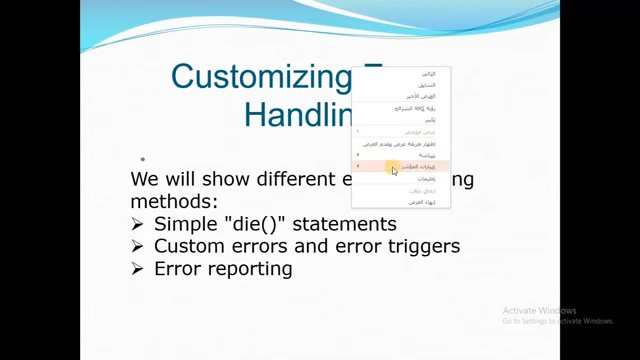 Customizing E
Handlin
التالي
السابق
العرض الأخير
رؤية كافة الشرائح
تكبير
عرض مخصص
إظهار طريقة عرض مقدم العرض
شاشة
خيارات المؤشر
تعليمات
إيقاف مؤقت
إنهاء العرض
We will show different e ing
methods:
➢ Simple "die()" statements
➢ Custom errors and error triggers
➢ Error reporting
Activate Windows
Go to Settings to Activate Windows.